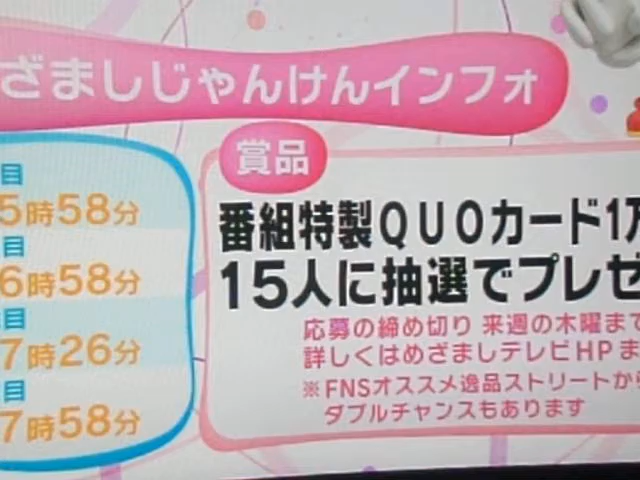 ざましじゃんけんインフォ
賞品
目
5時58分
目
6時58分
目
7時26分
目
7時58分
番組特製QUOカード1万
15人に抽選でプレゼ
応募の締め切り 来週の木曜まで
詳しくはめざましテレビHP ま
※FNSオススメ逸品ストリートから
ダブルチャンスもあります